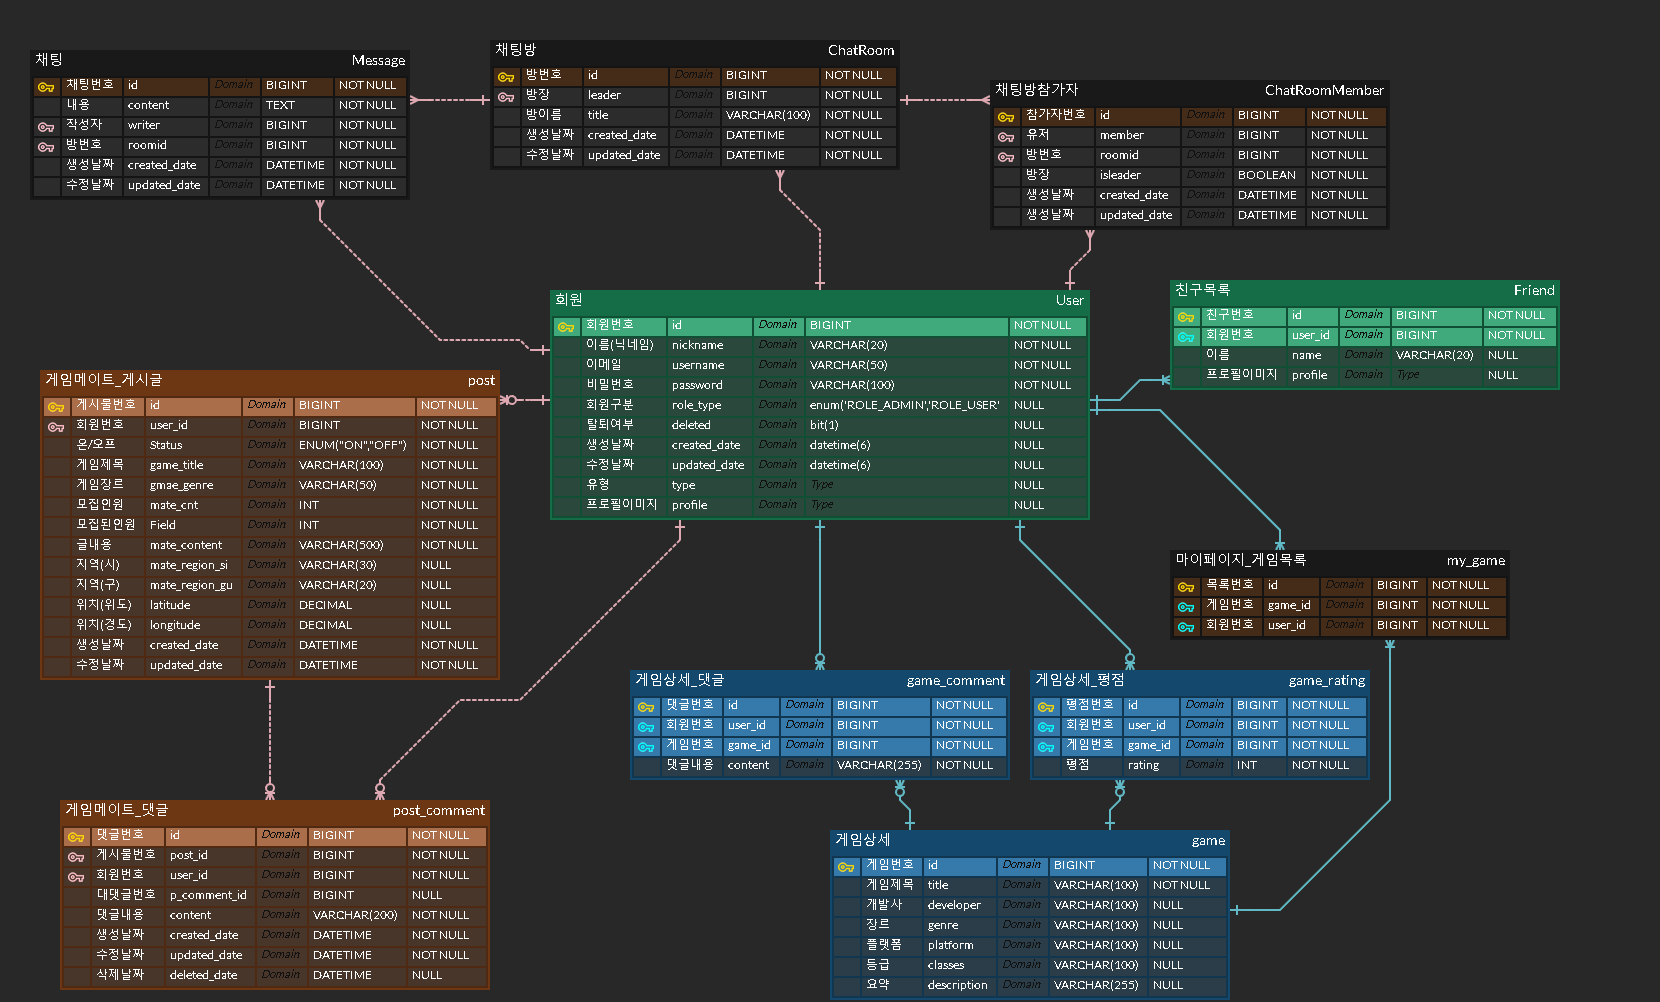 채팅 Message
채팅번호 id Domain BIGINT NOT NULL
내용 content Domain TEXT NOT NULL
작성자 writer Domain BIGINT NOT NULL
방번호 roomid Domain BIGINT NOT NULL
생성날짜 created_date Domain DATETIME NOT NULL
수정날짜 updated_date Domain DATETIME NOT NULL
채팅방 ChatRoom
방번호 id Domain BIGINT NOT NULL
방장 leader Domain BIGINT NOT NULL
방이름 title Domain VARCHAR(100) NOT NULL
생성날짜 created_date Domain DATETIME NOT NULL
수정날짜 updated_date Domain DATETIME NOT NULL
채팅방참가자 ChatRoomMember
참가자번호 id Domain BIGINT NOT NULL
유저 member Domain BIGINT NOT NULL
방번호 roomid Domain BIGINT NOT NULL
방장 isleader Domain BOOLEAN NOT NULL
생성날짜 created_date Domain DATETIME NOT NULL
생성날짜 updated_date Domain DATETIME NOT NULL
회원 User
회원번호 id Domain BIGINT NOT NULL
이름(닉네임) nickname Domain VARCHAR(20) NOT NULL
이메일 username Domain VARCHAR(50) NOT NULL
비밀번호 password Domain VARCHAR(100) NOT NULL
회원구분 role_type Domain enum('ROLE_ADMIN','ROLE_USER' NULL
탈퇴여부 deleted Domain bit(1) NULL
생성날짜 created_date Domain datetime(6) NULL
수정날짜 updated_date Domain datetime(6) NULL
유형 type Domain Type NULL
프로필이미지 profile Domain Type NULL
친구목록 Friend
친구번호 id Domain BIGINT NOT NULL
회원번호 user_id Domain BIGINT NOT NULL
이름 name Domain VARCHAR(20) NULL
프로필이미지 profile Domain Type NULL
게임메이트_게시글 post
게시물번호 id Domain BIGINT NOT NULL
회원번호 user_id Domain BIGINT NOT NULL
온/오프 Status Domain ENUM("ON","OFF") NOT NULL
게임제목 game_title Domain VARCHAR(100) NOT NULL
게임장르 gmae_genre Domain VARCHAR(50) NOT NULL
모집인원 mate_cnt Domain INT NOT NULL
모집된인원 Field Domain INT NOT NULL
글내용 mate_content Domain VARCHAR(500) NOT NULL
지역(시) mate_region_si Domain VARCHAR(30) NULL
지역(구) mate_region_gu Domain VARCHAR(20) NULL
위치(위도) latitude Domain DECIMAL NULL
위치(경도) longitude Domain DECIMAL NULL
생성날짜 created_date Domain DATETIME NOT NULL
수정날짜 updated_date Domain DATETIME NOT NULL
마이페이지_게임목록 my_game
목록번호 id Domain BIGINT NOT NULL
게임번호 game_id Domain BIGINT NOT NULL
회원번호 user_id Domain BIGINT NOT NULL
게임상세_댓글 game_comment
댓글번호 id Domain BIGINT NOT NULL
회원번호 user_id Domain BIGINT NOT NULL
게임번호 game_id Domain BIGINT NOT NULL
댓글내용 content Domain VARCHAR(255) NOT NULL
게임상세_평점 game_rating
평점번호 id Domain BIGINT NOT NULL
회원번호 user_id Domain BIGINT NOT NULL
게임번호 game_id Domain BIGINT NOT NULL
평점 rating Domain INT NOT NULL
게임메이트_댓글 post_comment
댓글번호 id Domain BIGINT NOT NULL
게시물번호 post_id Domain BIGINT NOT NULL
회원번호 user_id Domain BIGINT NOT NULL
대댓글번호 p_comment_id Domain BIGINT NULL
댓글내용 content Domain VARCHAR(200) NOT NULL
생성날짜 created_date Domain DATETIME NOT NULL
수정날짜 updated_date Domain DATETIME NOT NULL
삭제날짜 deleted_date Domain DATETIME NULL
게임상세 game
게임번호 id Domain BIGINT NOT NULL
게임제목 title Domain VARCHAR(100) NOT NULL
개발사 developer Domain VARCHAR(100) NULL
장르 genre Domain VARCHAR(100) NULL
플랫폼 platform Domain VARCHAR(100) NULL
등급 classes Domain VARCHAR(100) NULL
요약 description Domain VARCHAR(255) NULL